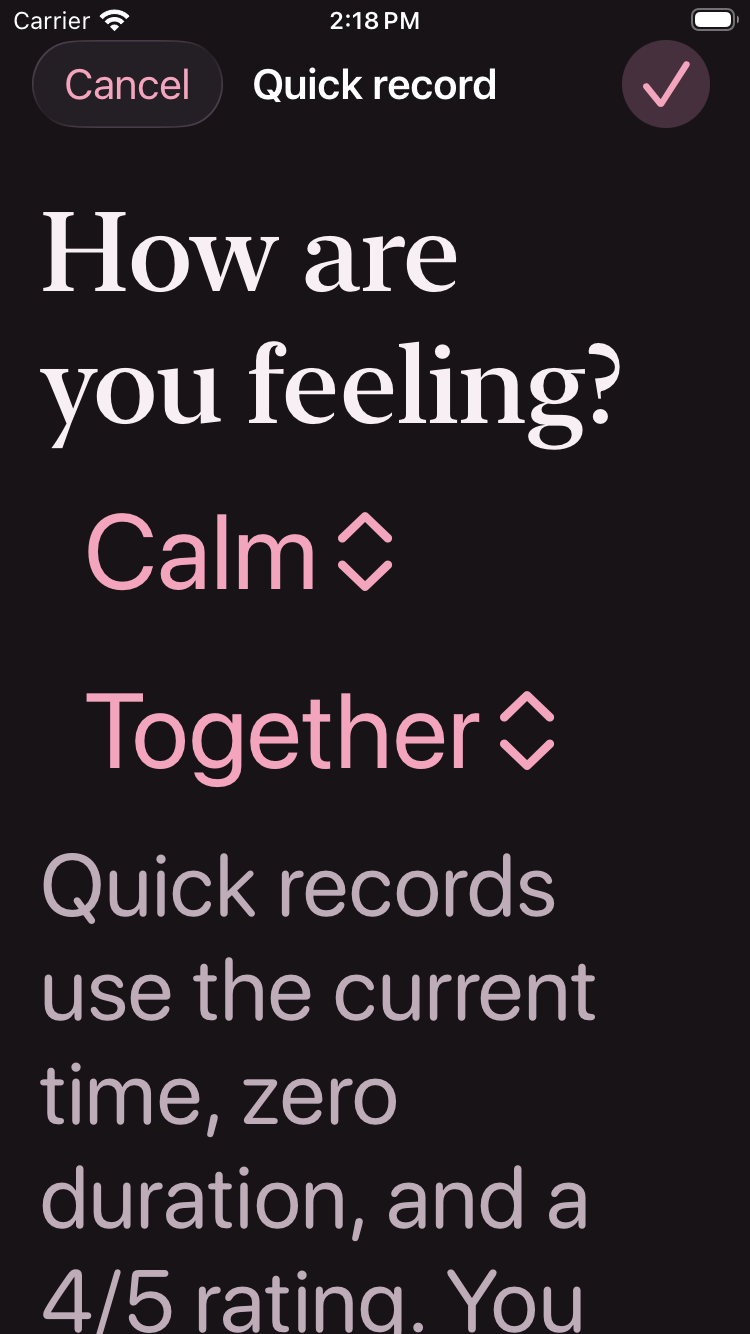 Carrier 2:18 PM
Cancel Quick record
How are
you feeling?
Calm
Together
Quick records
use the current
time, zero
duration, and a
4/5 rating. You